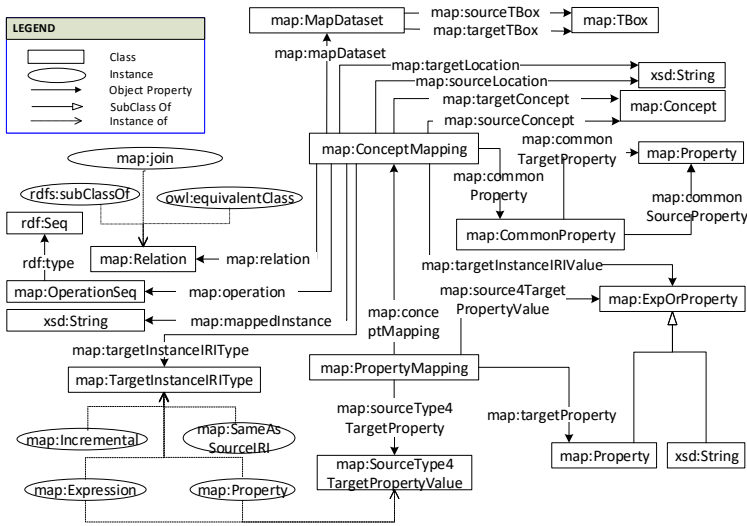 LEGEND
Class
Instance
Object Property
SubClass Of
Instance of
map:MapDataset
map:sourceTBox
map:targetTBox
map:TBox
map:mapDataset
map:targetLocation
map:sourceLocation
xsd:String
map:targetConcept
map:sourceConcept
map:Concept
map:ConceptMapping
map:common
TargetProperty
map:Property
map:join
rdfs:subClassOf
owl:equivalentClass
map:common
Property
map:common
SourceProperty
rdf:Seq
map:CommonProperty
rdf:type
map:Relation
map:relation
map:targetInstanceIRIValue
map:OperationSeq
map:operation
map:source4Target
PropertyValue
map:ExpOrProperty
xsd:String
map:mappedInstance
map:conce
ptMapping
map:targetInstanceIRIType
map:TargetInstanceIRIType
map:PropertyMapping
map:sourceType4
TargetProperty
map:targetProperty
map:Incremental
map:SameAs
SourceIRI
map:Property
xsd:String
map:SourceType4
TargetPropertyValue
map:Expression
map:Property